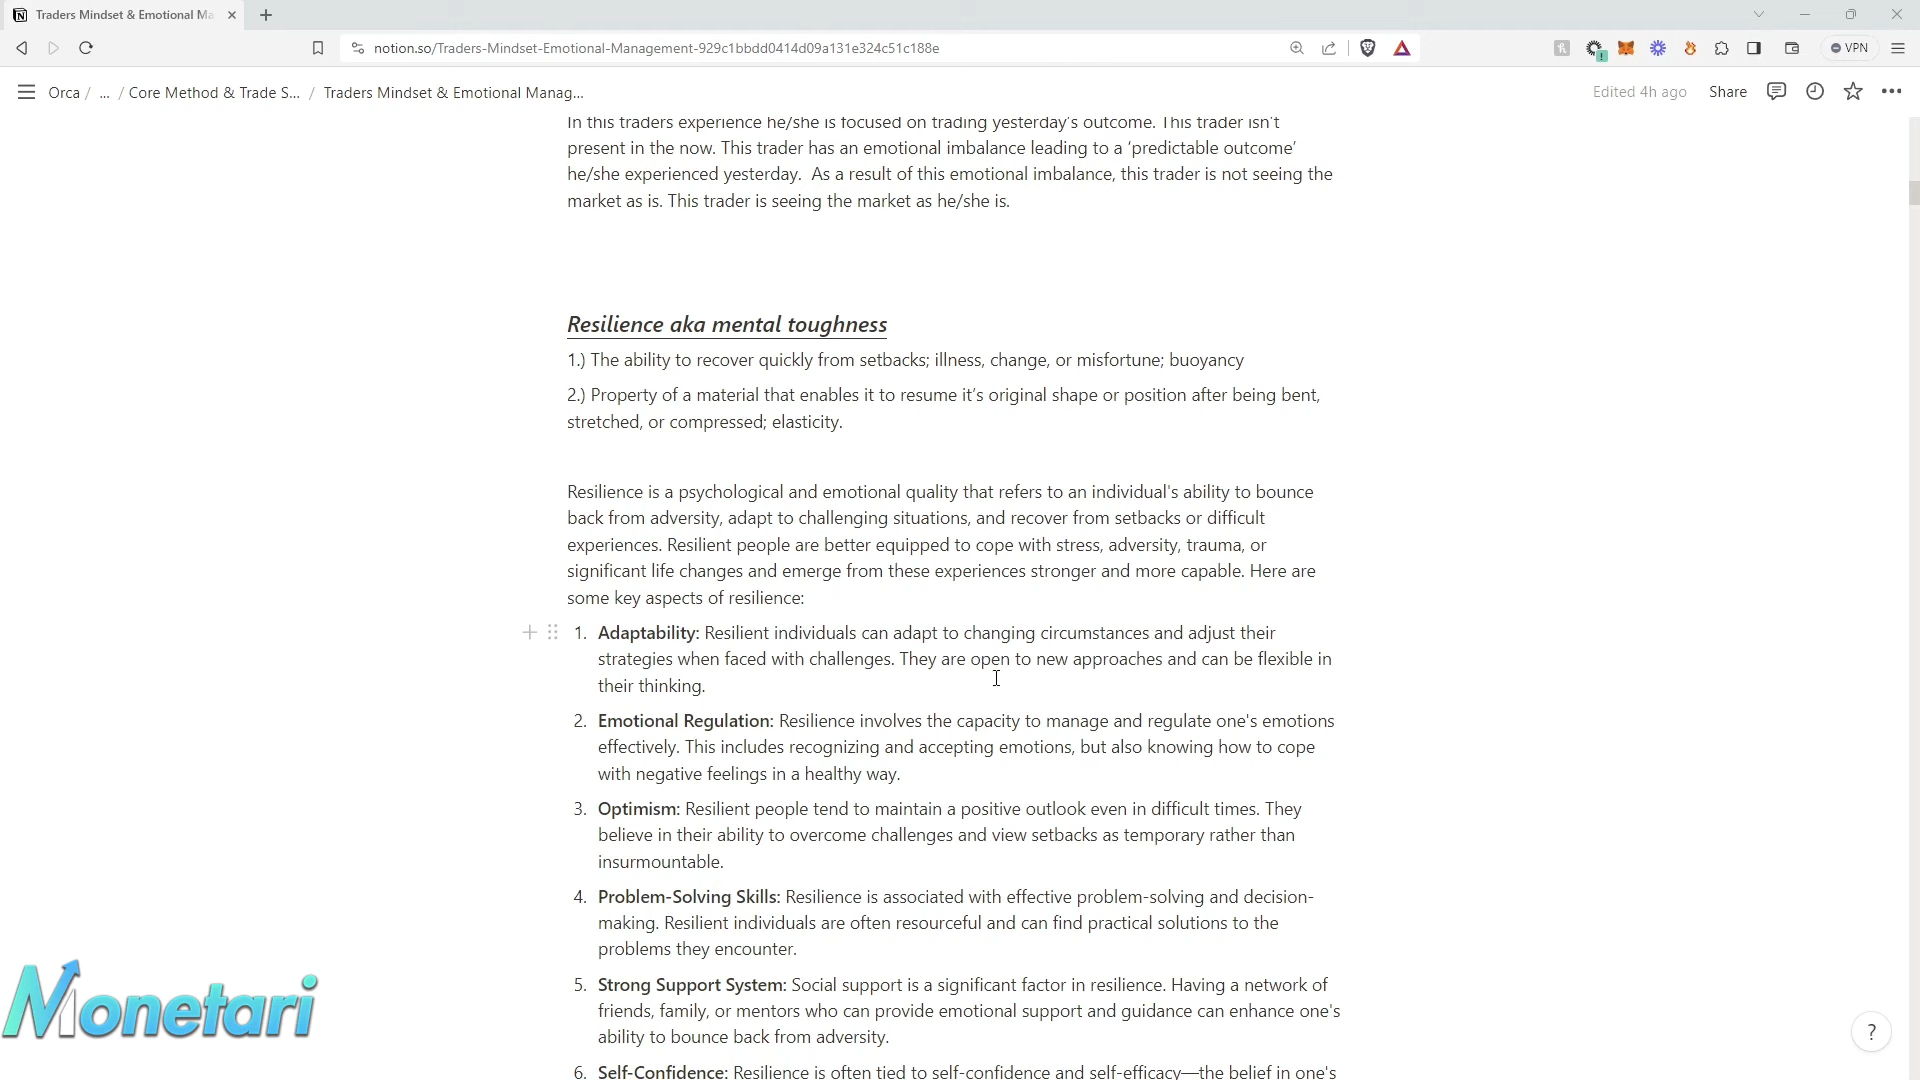 Traders Mindset & Emotional Ma
notion.so/Traders-Mindset-Emotional-Management-929c1bbdd0414d09a131e324c51c188e
VPN
Orca / ... / Core Method & Trade S... / Traders Mindset & Emotional Manag...
Edited 4h ago
Share
In this traders experience he/she is focused on trading yesterday's outcome. This trader isn't
present in the now. This trader has an emotional imbalance leading to a ‘predictable outcome’
he/she experienced yesterday.  As a result of this emotional imbalance, this trader is not seeing the
market as is. This trader is seeing the market as he/she is.
Resilience aka mental toughness
1.) The ability to recover quickly from setbacks; illness, change, or misfortune; buoyancy
2.) Property of a material that enables it to resume it’s original shape or position after being bent,
stretched, or compressed; elasticity.
Resilience is a psychological and emotional quality that refers to an individual's ability to bounce
back from adversity, adapt to challenging situations, and recover from setbacks or difficult
experiences. Resilient people are better equipped to cope with stress, adversity, trauma, or
significant life changes and emerge from these experiences stronger and more capable. Here are
some key aspects of resilience:
1. Adaptability: Resilient individuals can adapt to changing circumstances and adjust their
strategies when faced with challenges. They are open to new approaches and can be flexible in
their thinking.
2. Emotional Regulation: Resilience involves the capacity to manage and regulate one's emotions
effectively. This includes recognizing and accepting emotions, but also knowing how to cope
with negative feelings in a healthy way.
3. Optimism: Resilient people tend to maintain a positive outlook even in difficult times. They
believe in their ability to overcome challenges and view setbacks as temporary rather than
insurmountable.
4. Problem-Solving Skills: Resilience is associated with effective problem-solving and decision-
making. Resilient individuals are often resourceful and can find practical solutions to the
problems they encounter.
5. Strong Support System: Social support is a significant factor in resilience. Having a network of
friends, family, or mentors who can provide emotional support and guidance can enhance one's
ability to bounce back from adversity.
6. Self-Confidence: Resilience is often tied to self-confidence and self-efficacy—the belief in one's
Monetari
?